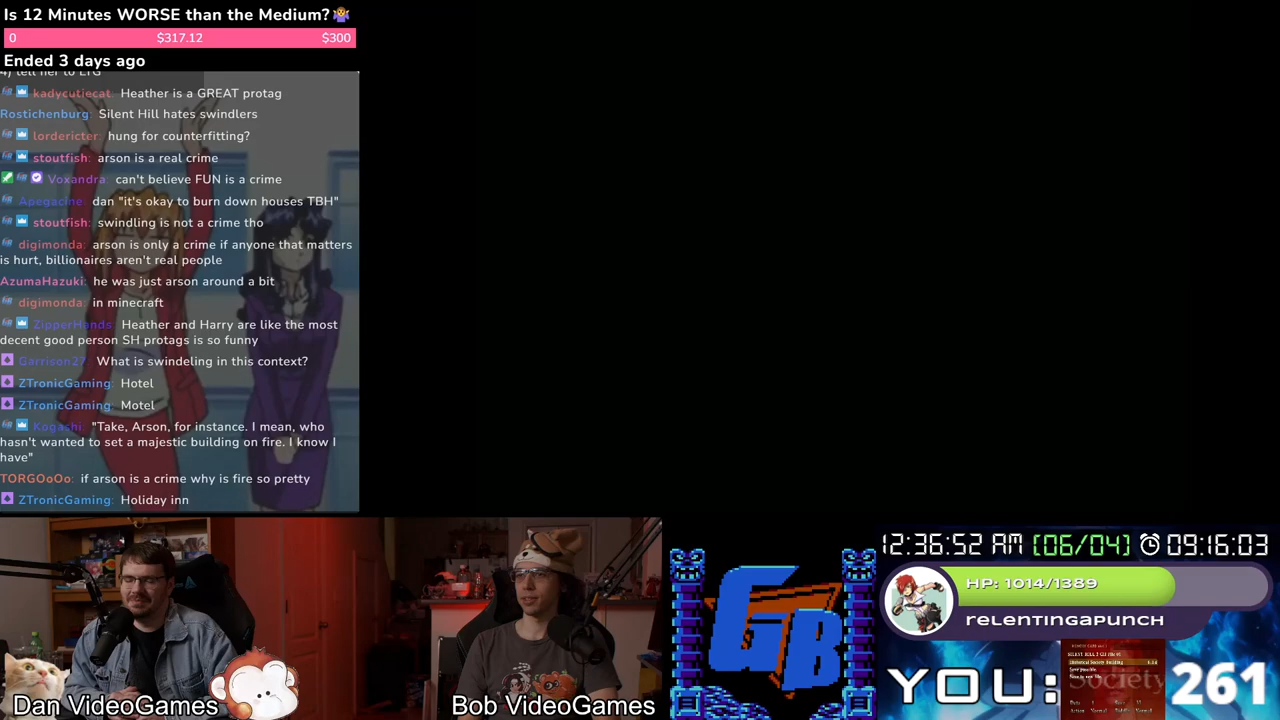 Is 12 Minutes WORSE than the Medium?🤷‍♀️
0 $317.12 $300
Ended 3 days ago
4) tell her to LTG
kadycutiecat: Heather is a GREAT protag
Rostichenburg: Silent Hill hates swindlers
lordericter: hung for counterfitting?
stoutfish: arson is a real crime
Voxandra: can't believe FUN is a crime
Apegacine: dan "it's okay to burn down houses TBH"
stoutfish: swindling is not a crime tho
digimonda: arson is only a crime if anyone that matters
is hurt, billionaires aren't real people
AzumaHazuki: he was just arson around a bit
digimonda: in minecraft
ZipperHands: Heather and Harry are like the most
decent good person SH protags is so funny
Garrison27: What is swindeling in this context?
ZTronicGaming: Hotel
ZTronicGaming: Motel
Kogashi: "Take, Arson, for instance. I mean, who
hasn't wanted to set a majestic building on fire. I know I
have"
TORGOoOo: if arson is a crime why is fire so pretty
ZTronicGaming: Holiday inn
Dan VideoGames
Bob VideoGames
GB
12:36:52 AM [06/04] 09:16:03
HP: 1014/1389
RELENTINGAPUNCH
YOU: 261
Society